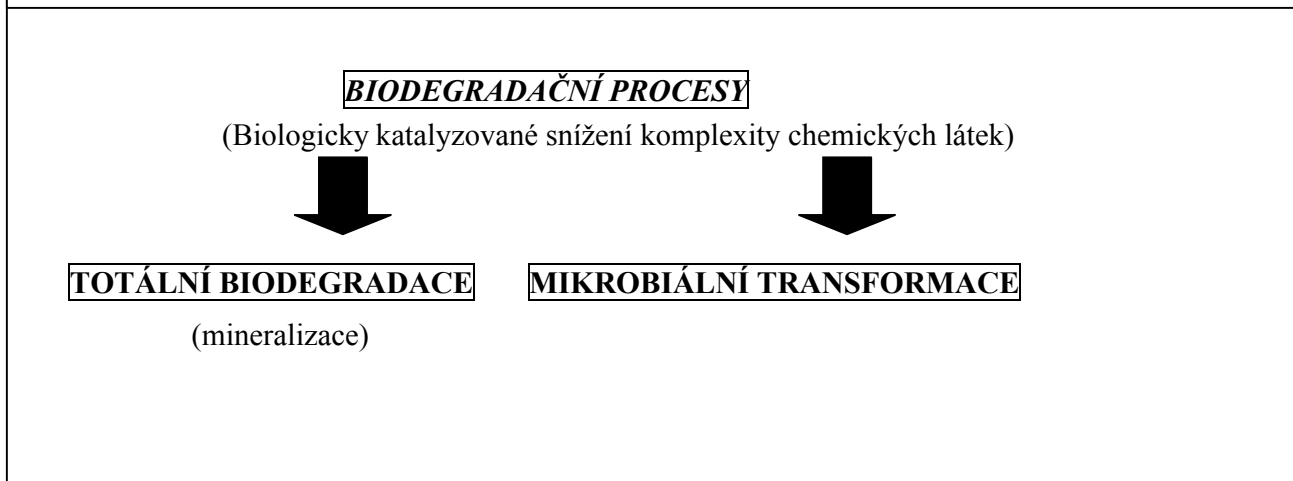 BIODEGRADAČNÍ PROCESY
(Biologicky katalyzované snížení komplexity chemických látek)
TOTÁLNÍ BIODEGRADACE MIKROBIÁLNÍ TRANSFORMACE
(mineralizace)